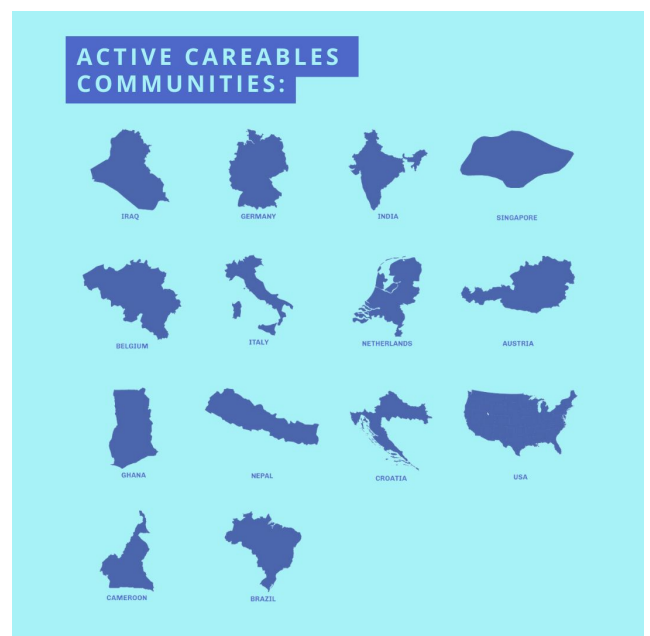 ACTIVE CAREABLES
COMMUNITIES:
IRAQ
GERMANY
INDIA
SINGAPORE
BELGIUM
ITALY
NETHERLANDS
AUSTRIA
GHANA
NEPAL
CROATIA
USA
CAMEROON
BRAZIL